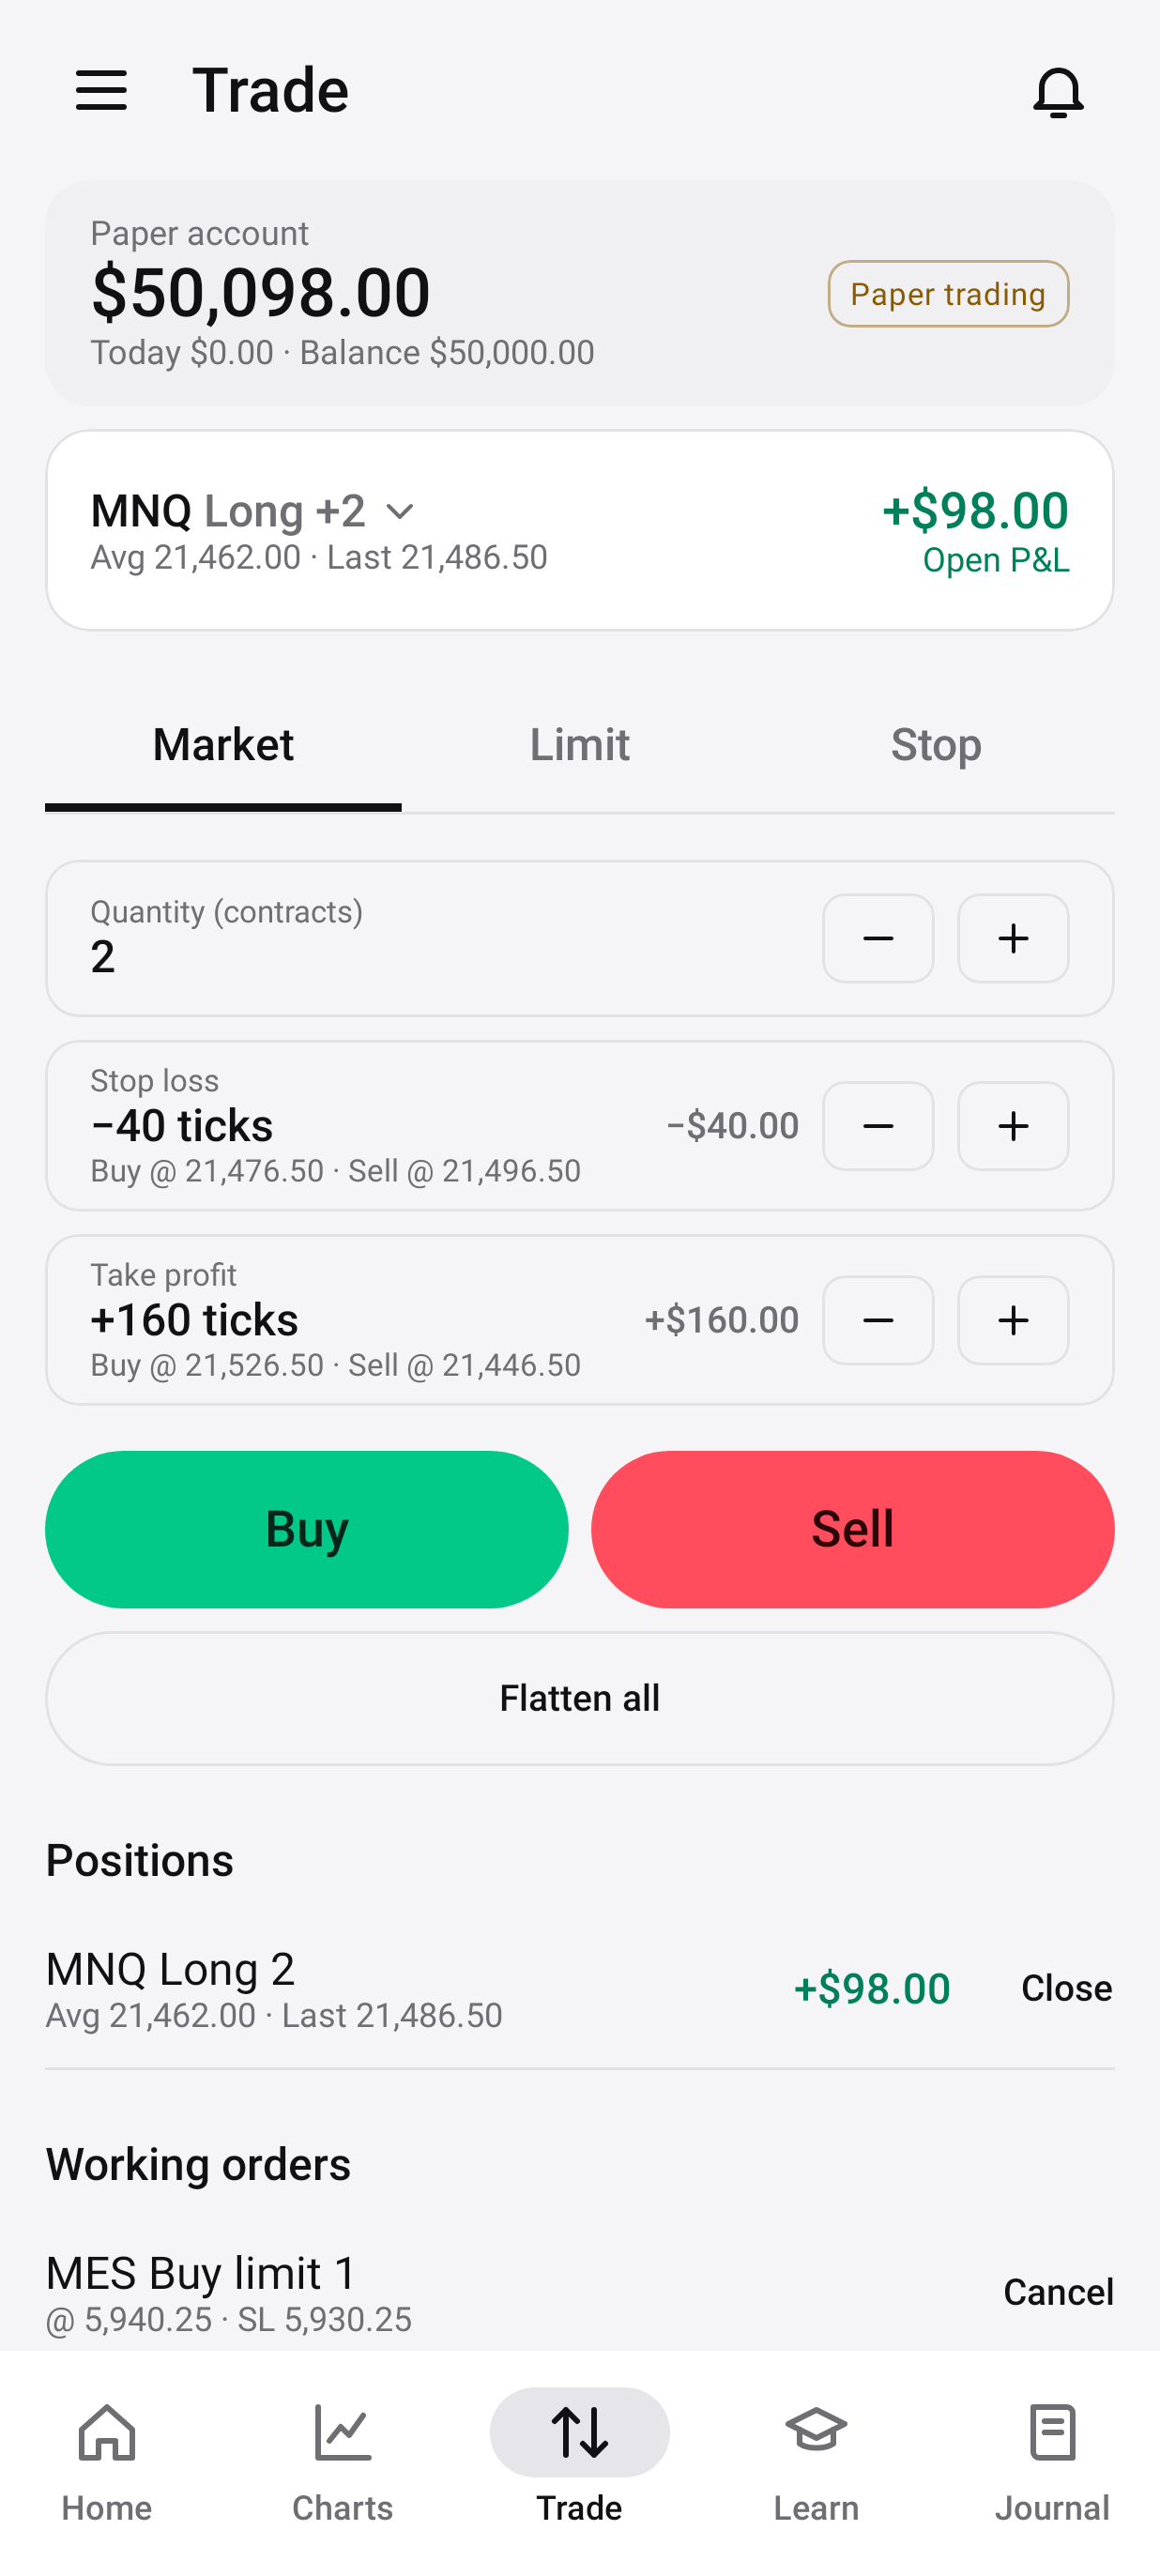 Trade
Paper account
$50,098.00
Paper trading
Today $0.00 · Balance $50,000.00
MNQ Long +2
+$98.00
Avg 21,462.00 · Last 21,486.50
Open P&L
Market
Limit
Stop
Quantity (contracts)
2
Stop loss
−40 ticks
−$40.00
Buy @ 21,476.50 · Sell @ 21,496.50
Take profit
+160 ticks
+$160.00
Buy @ 21,526.50 · Sell @ 21,446.50
Buy
Sell
Flatten all
Positions
MNQ Long 2
+$98.00
Close
Avg 21,462.00 · Last 21,486.50
Working orders
MES Buy limit 1
Cancel
@ 5,940.25 · SL 5,930.25
Home
Charts
Trade
Learn
Journal